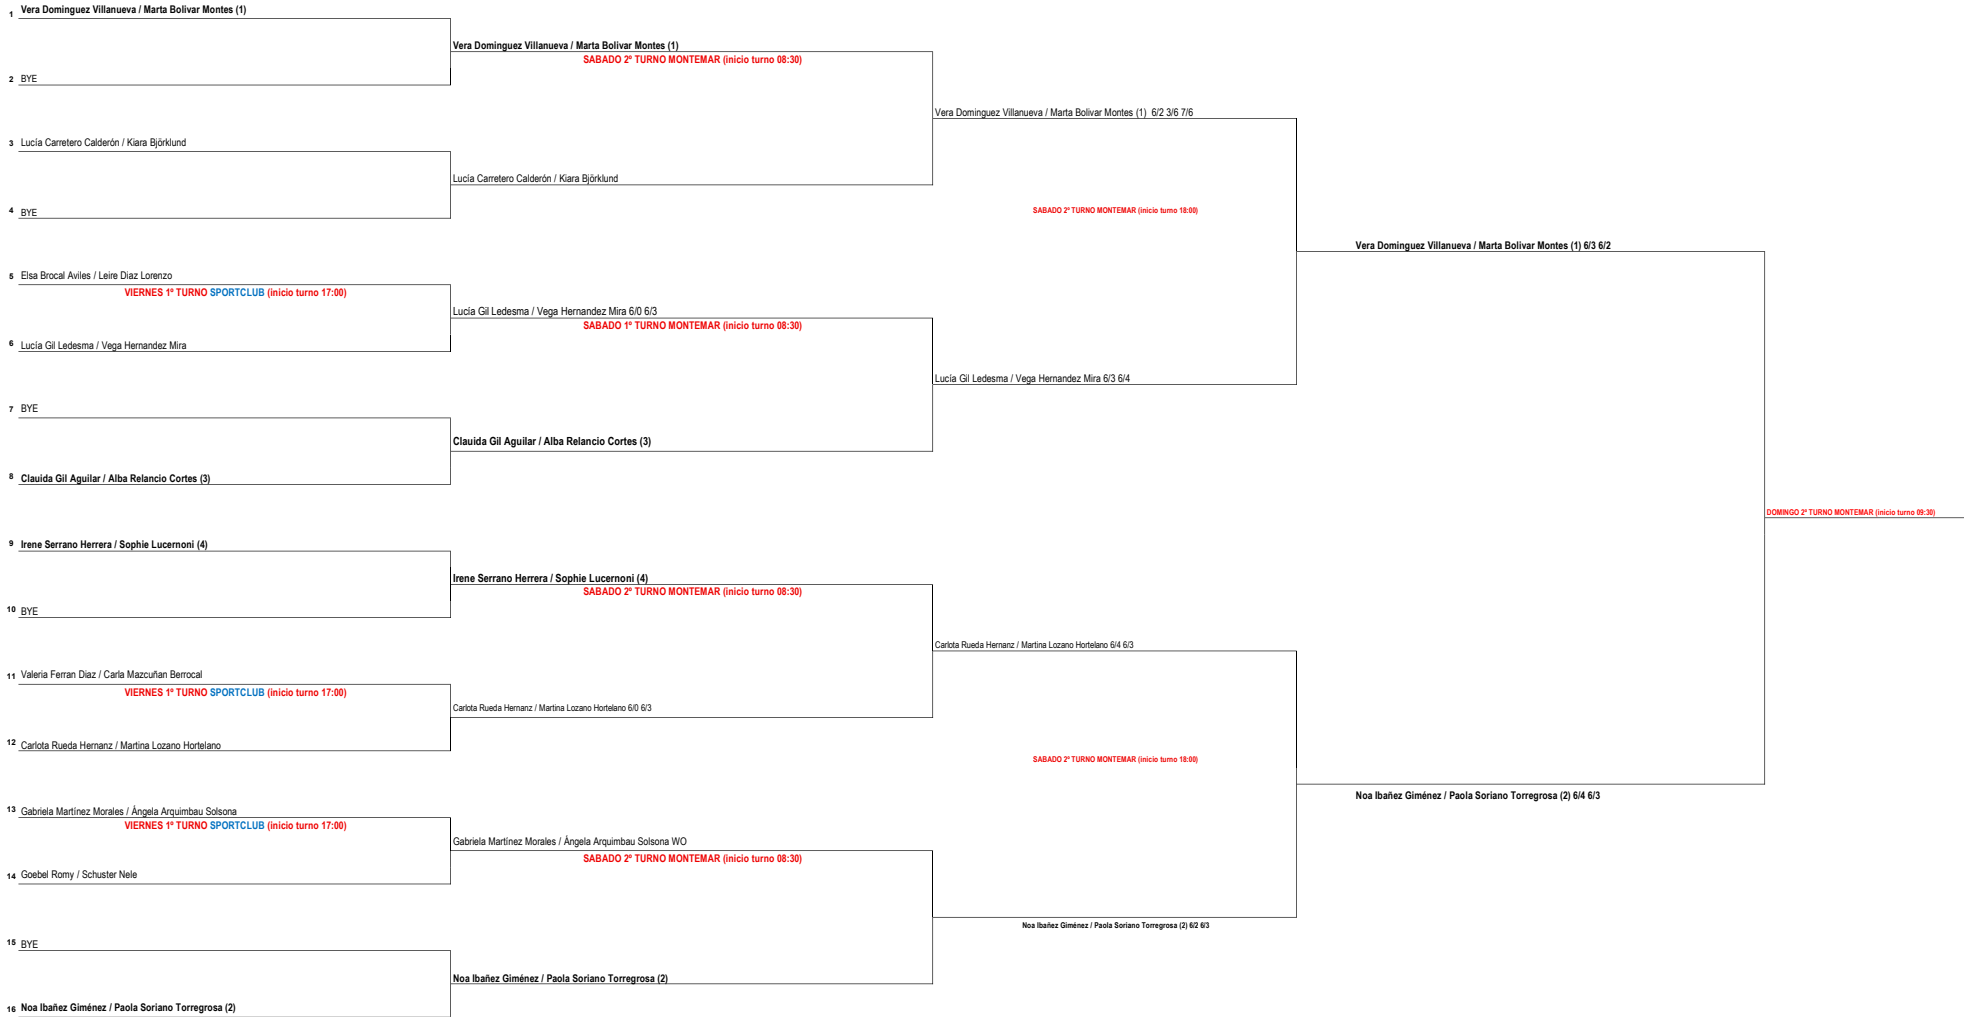 1 Vera Dominguez Villanueva / Marta Bolivar Montes (1)
Vera Dominguez Villanueva / Marta Bolivar Montes (1)
SABADO 2º TURNO MONTEMAR (inicio turno 08:30)
2 BYE
Vera Dominguez Villanueva / Marta Bolivar Montes (1) 6/2 3/6 7/6
3 Lucía Carretero Calderón / Kiara Björklund
Lucía Carretero Calderón / Kiara Björklund
4 BYE
SABADO 2º TURNO MONTEMAR (inicio turno 18:00)
Vera Dominguez Villanueva / Marta Bolivar Montes (1) 6/3 6/2
5 Elsa Brocal Aviles / Leire Diaz Lorenzo
VIERNES 1º TURNO SPORTCLUB (inicio turno 17:00)
Lucía Gil Ledesma / Vega Hernandez Mira 6/0 6/3
SABADO 1º TURNO MONTEMAR (inicio turno 08:30)
6 Lucía Gil Ledesma / Vega Hernandez Mira
Lucía Gil Ledesma / Vega Hernandez Mira 6/3 6/4
7 BYE
Clauida Gil Aguilar / Alba Relancio Cortes (3)
8 Clauida Gil Aguilar / Alba Relancio Cortes (3)
DOMINGO 2º TURNO MONTEMAR (inicio turno 09:30)
9 Irene Serrano Herrera / Sophie Lucernoni (4)
Irene Serrano Herrera / Sophie Lucernoni (4)
SABADO 2º TURNO MONTEMAR (inicio turno 08:30)
10 BYE
Carlota Rueda Hernanz / Martina Lozano Hortelano 6/4 6/3
11 Valeria Ferran Diaz / Carla Mazcuñan Berrocal
VIERNES 1º TURNO SPORTCLUB (inicio turno 17:00)
Carlota Rueda Hernanz / Martina Lozano Hortelano 6/0 6/3
12 Carlota Rueda Hernanz / Martina Lozano Hortelano
SABADO 2º TURNO MONTEMAR (inicio turno 18:00)
Noa Ibañez Giménez / Paola Soriano Torregrosa (2) 6/4 6/3
13 Gabriela Martínez Morales / Ángela Arquimbau Solsona
VIERNES 1º TURNO SPORTCLUB (inicio turno 17:00)
Gabriela Martínez Morales / Ángela Arquimbau Solsona WO
SABADO 2º TURNO MONTEMAR (inicio turno 08:30)
14 Goebel Romy / Schuster Nele
Noa Ibañez Giménez / Paola Soriano Torregrosa (2) 6/2 6/3
15 BYE
Noa Ibañez Giménez / Paola Soriano Torregrosa (2)
16 Noa Ibañez Giménez / Paola Soriano Torregrosa (2)